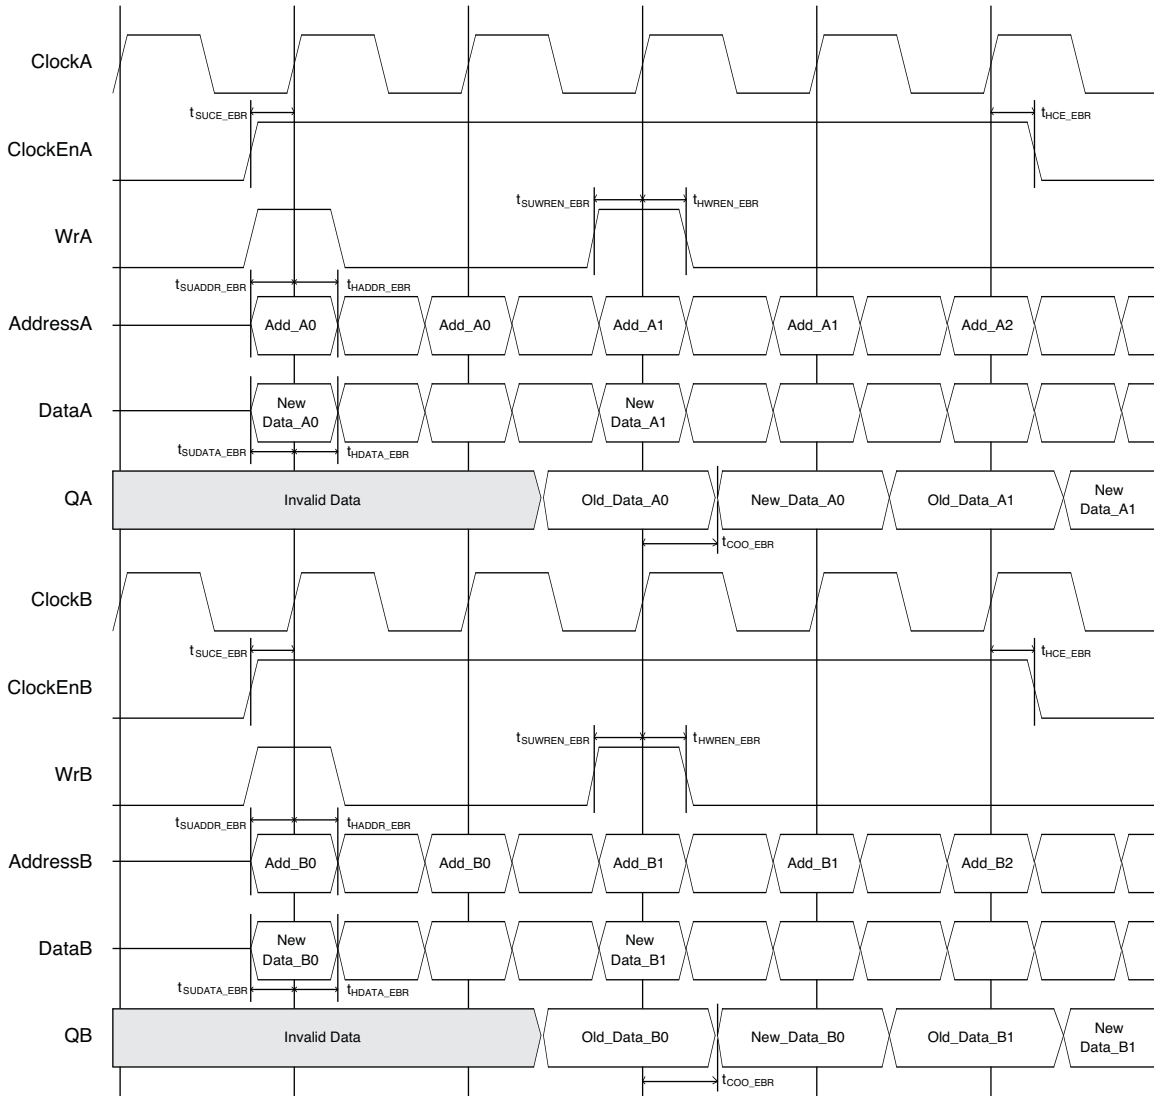 ClockA
tSUCE_EBR
tHCE_EBR
ClockEnA
tSUWREN_EBR
tHWREN_EBR
WrA
tSUADDR_EBR
tHADDR_EBR
AddressA
Add_A0
Add_A0
Add_A1
Add_A1
Add_A2
DataA
New
Data_A0
New
Data_A1
tSUDATA_EBR
tHDATA_EBR
QA
Invalid Data
Old_Data_A0
New_Data_A0
Old_Data_A1
New
Data_A1
tCOO_EBR
ClockB
tSUCE_EBR
tHCE_EBR
ClockEnB
tSUWREN_EBR
tHWREN_EBR
WrB
tSUADDR_EBR
tHADDR_EBR
AddressB
Add_B0
Add_B0
Add_B1
Add_B1
Add_B2
DataB
New
Data_B0
New
Data_B1
tSUDATA_EBR
tHDATA_EBR
QB
Invalid Data
Old_Data_B0
New_Data_B0
Old_Data_B1
New
Data_B1
tCOO_EBR